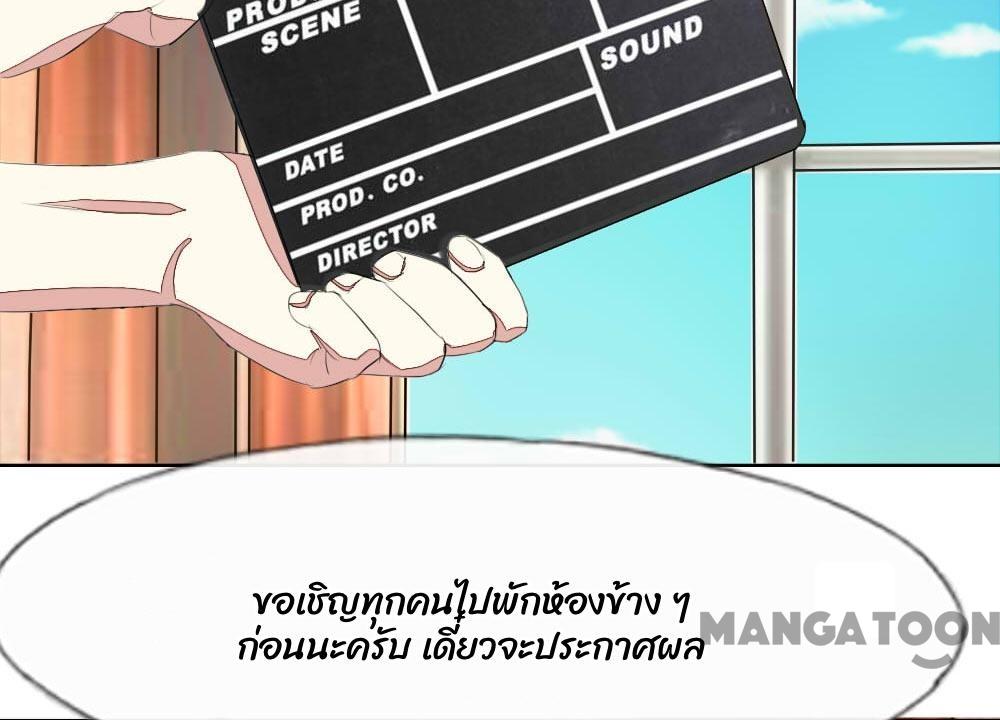 SCENE
SOUND
DATE
PROD. CO.
DIRECTOR
ขอเชิญทุกคนไปพักห้องข้าง ๆ
ก่อนนะครับ เดี๋ยวจะประกาศผล
MANGATOON